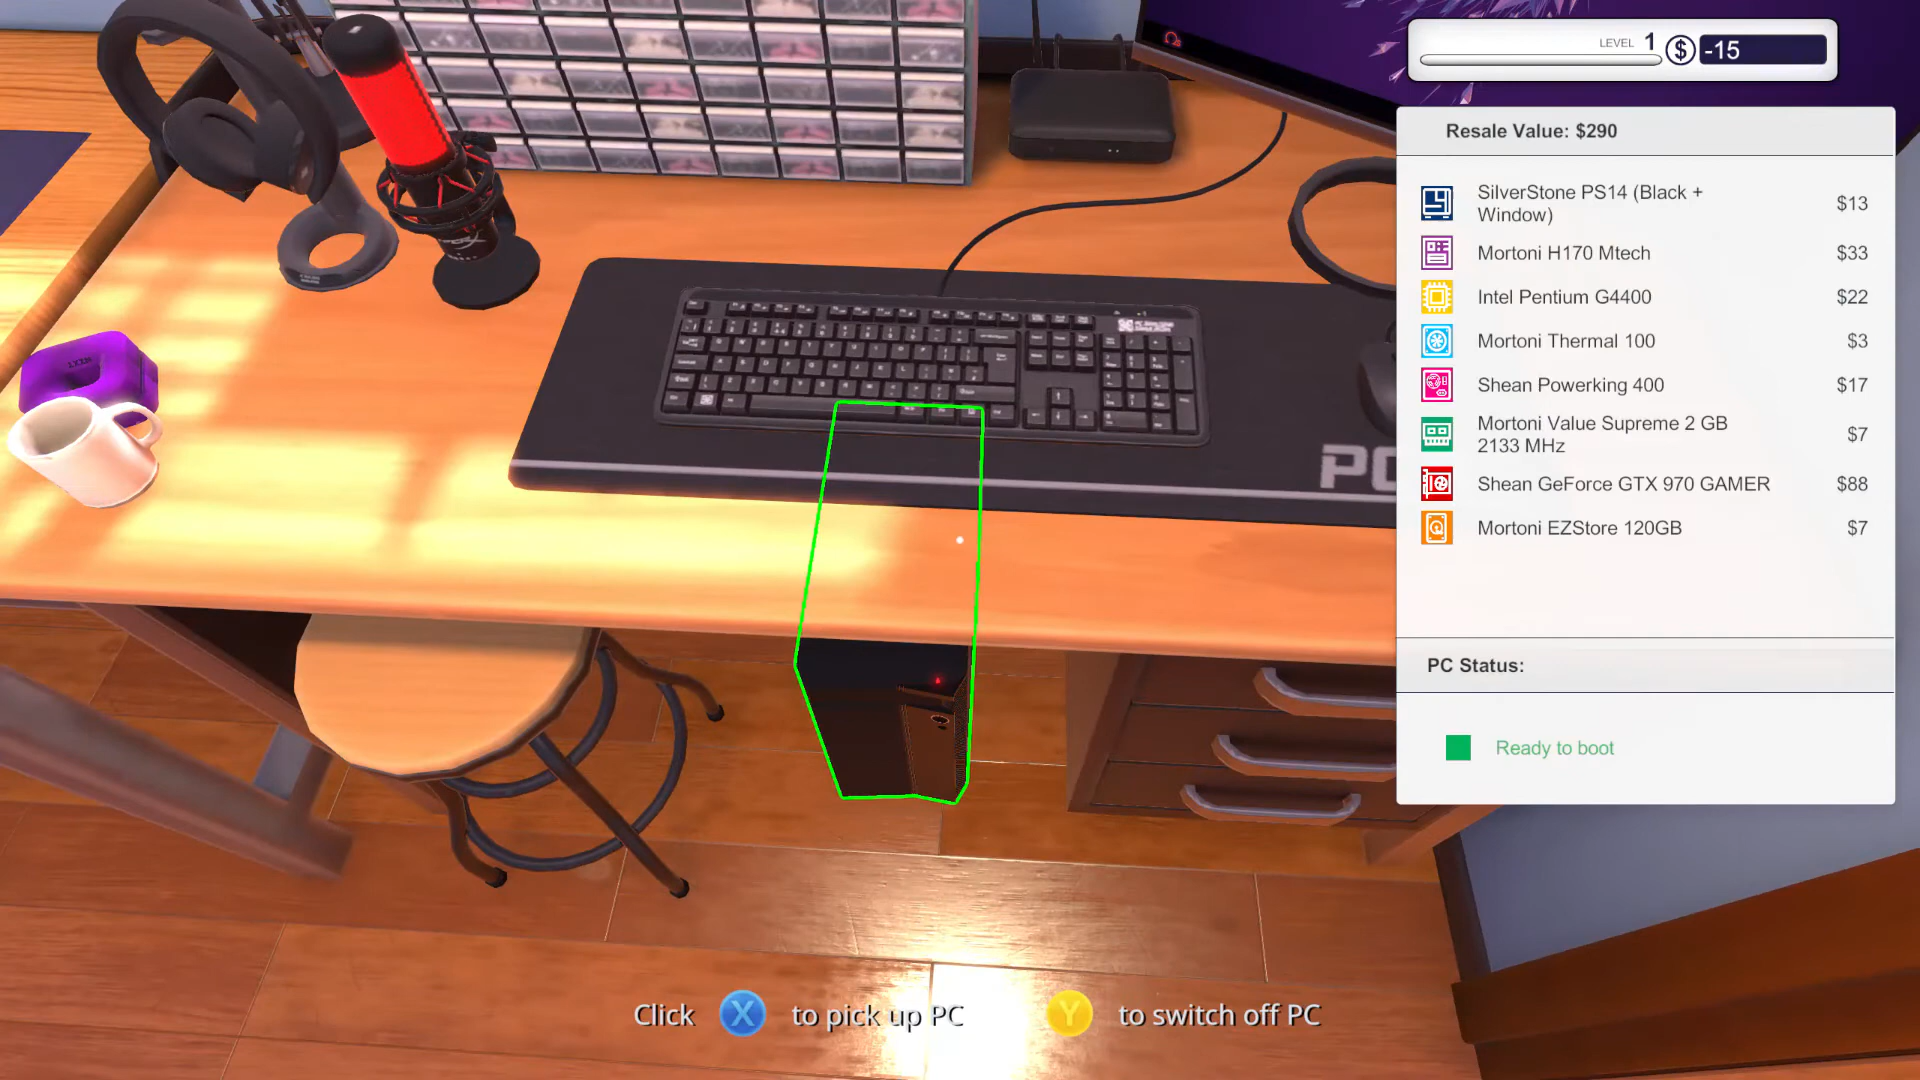 LEVEL 1 $ -15
Resale Value: $290
SilverStone PS14 (Black +
Window) $13
Mortoni H170 Mtech $33
Intel Pentium G4400 $22
Mortoni Thermal 100 $3
Shean Powerking 400 $17
Mortoni Value Supreme 2 GB
2133 MHz $7
Shean GeForce GTX 970 GAMER $88
Mortoni EZStore 120GB $7
PC Status:
Ready to boot
PC
Click X to pick up PC Y to switch off PC